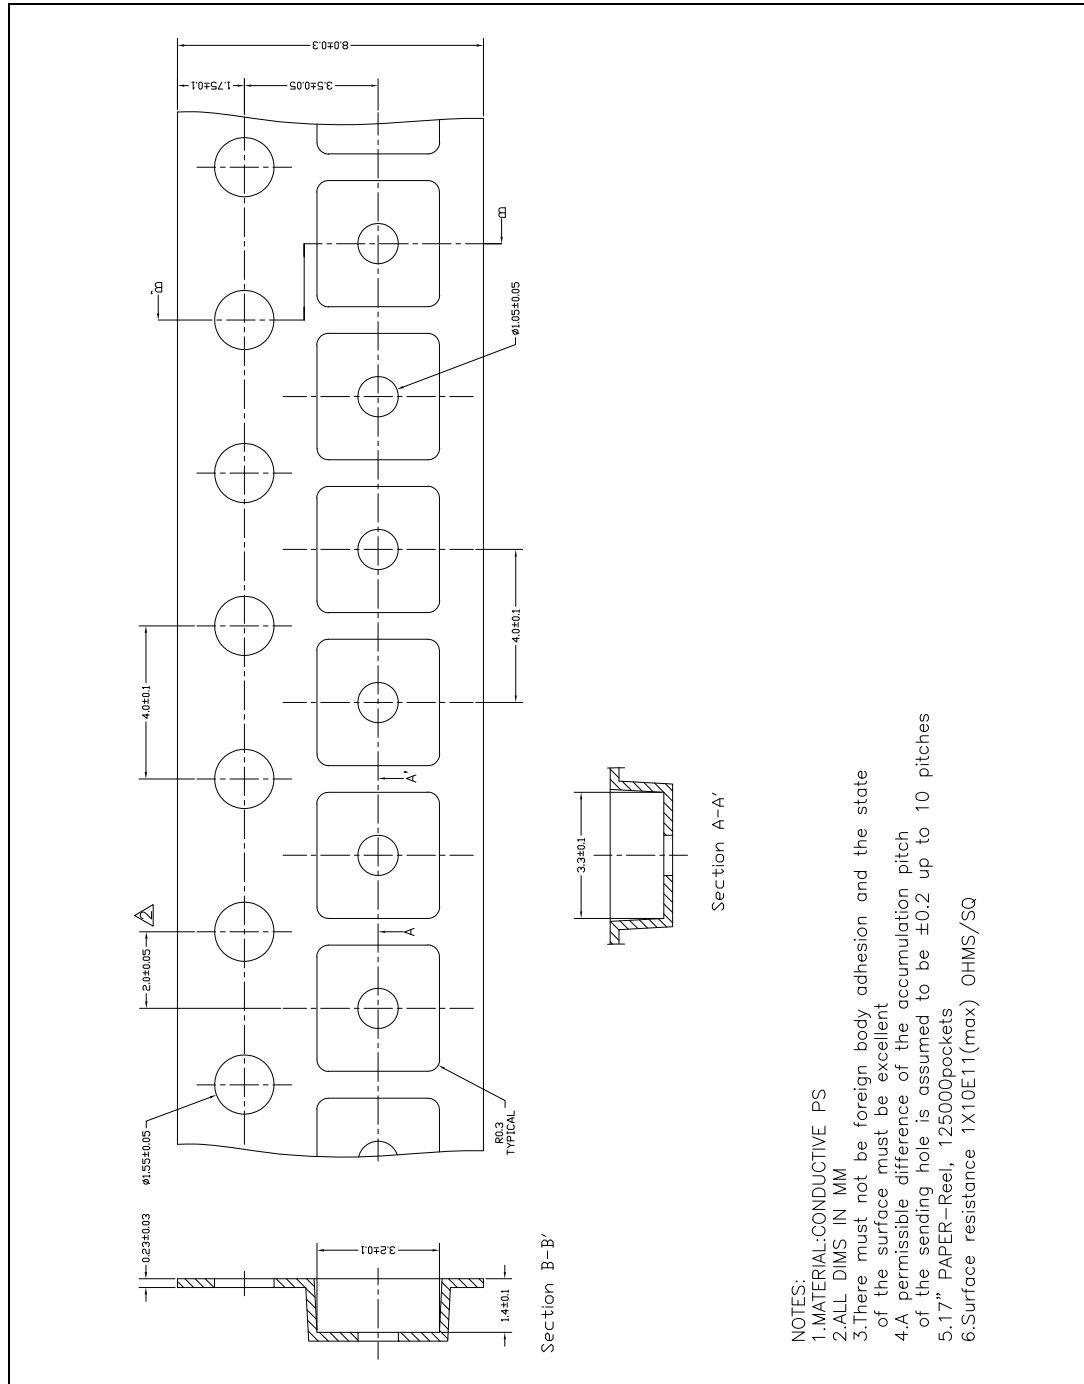 8.0±0.3
1.75±0.1
3.5±0.05
B
B'
Ø1.05±0.05
4.0±0.1
4.0±0.1
A'
A
2
2.0±0.05
Ø1.55±0.05
R0.3
TYPICAL
0.23±0.03
3.2±0.1
1.4±0.1
Section B-B'
3.3±0.1
Section A-A'
NOTES:
1.MATERIAL:CONDUCTIVE PS
2.ALL DIMS IN MM
3.There must not be foreign body adhesion and the state
of the surface must be excellent
4.A permissible difference of the accumulation pitch
of the sending hole is assumed to be ±0.2 up to 10 pitches
5.17" PAPER-Reel, 125000pockets
6.Surface resistance 1X10E11(max) OHMS/SQ